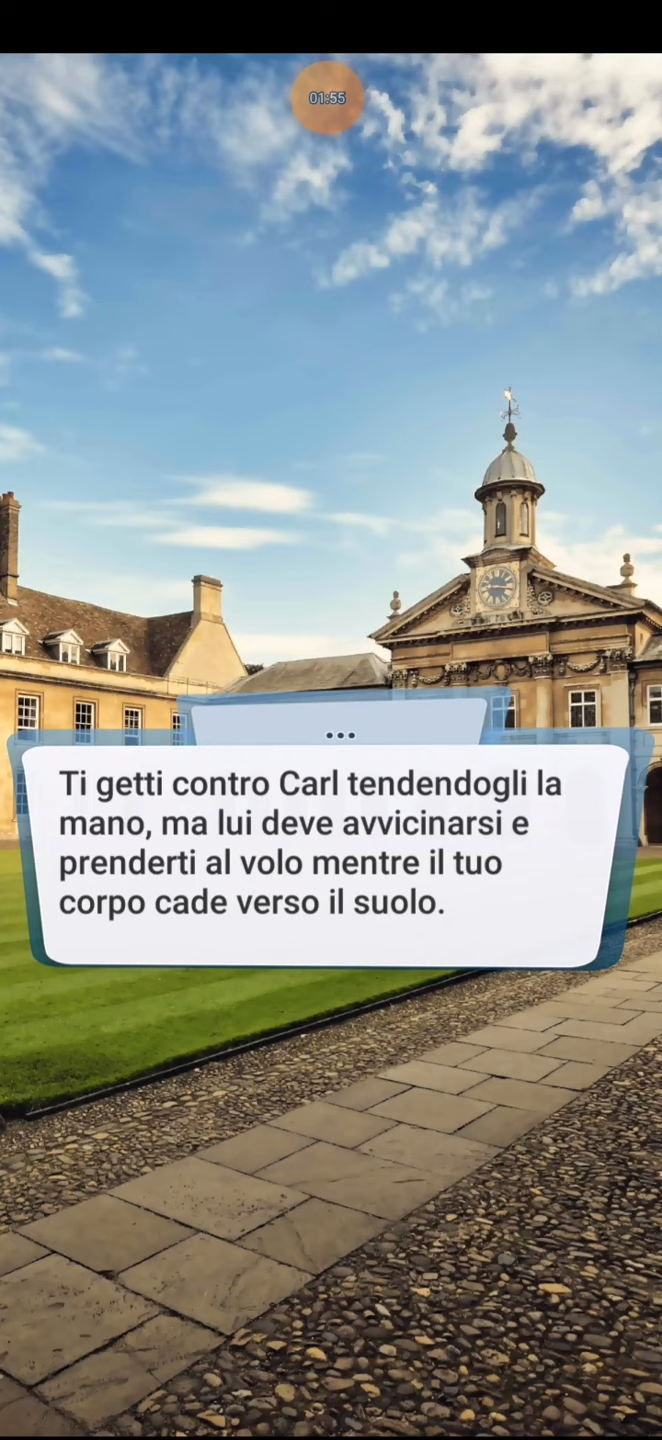 01:55
...
Ti getti contro Carl tendendogli la
mano, ma lui deve avvicinarsi e
prenderti al volo mentre il tuo
corpo cade verso il suolo.